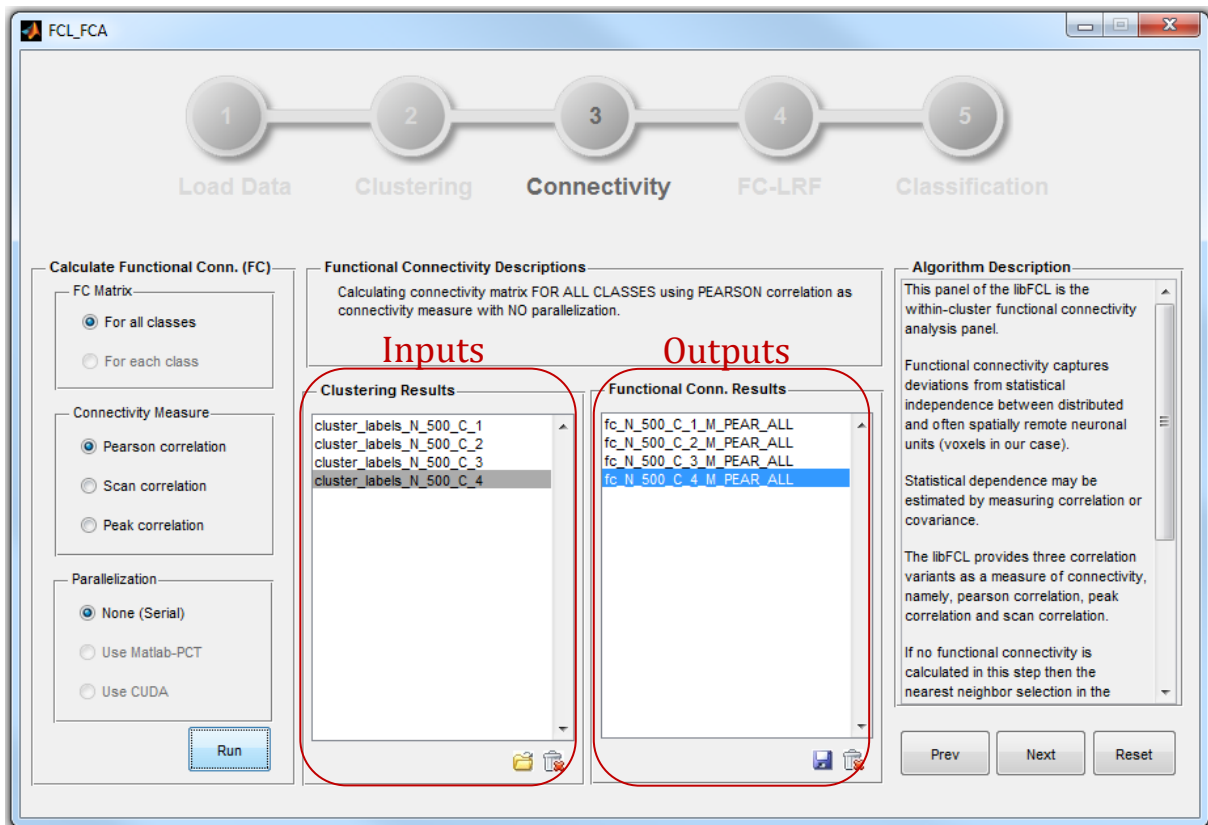 FCL_FCA
1
2
3
4
5
Load Data
Clustering
Connectivity
FC-LRF
Classification
Calculate Functional Conn. (FC)
FC Matrix
For all classes
For each class
Connectivity Measure
Pearson correlation
Scan correlation
Peak correlation
Parallelization
None (Serial)
Use Matlab-PCT
Use CUDA
Run
Functional Connectivity Descriptions
Calculating connectivity matrix FOR ALL CLASSES using PEARSON correlation as
connectivity measure with NO parallelization.
Inputs
Clustering Results
cluster_labels_N_500_C_1
cluster_labels_N_500_C_2
cluster_labels_N_500_C_3
cluster_labels_N_500_C_4
Outputs
Functional Conn. Results
fc_N_500_C_1_M_PEAR_ALL
fc_N_500_C_2_M_PEAR_ALL
fc_N_500_C_3_M_PEAR_ALL
fc_N_500_C_4_M_PEAR_ALL
Algorithm Description
This panel of the libFCL is the
within-cluster functional connectivity
analysis panel.
Functional connectivity captures
deviations from statistical
independence between distributed
and often spatially remote neuronal
units (voxels in our case).
Statistical dependence may be
estimated by measuring correlation or
covariance.
The libFCL provides three correlation
variants as a measure of connectivity,
namely, pearson correlation, peak
correlation and scan correlation.
If no functional connectivity is
calculated in this step then the
nearest neighbor selection in the
Prev
Next
Reset